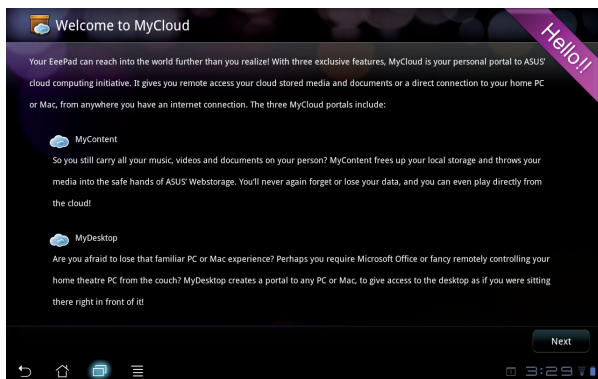 Welcome to MyCloud
Hello!!
Your EeePad can reach into the world further than you realize! With three exclusive features, MyCloud is your personal portal to ASUS'
cloud computing initiative. It gives you remote access your cloud stored media and documents or a direct connection to your home PC
or Mac, from anywhere you have an internet connection. The three MyCloud portals include:
MyContent
So you still carry all your music, videos and documents on your person? MyContent frees up your local storage and throws your
media into the safe hands of ASUS' Webstorage. You'll never again forget or lose your data, and you can even play directly from
the cloud!
MyDesktop
Are you afraid to lose that familiar PC or Mac experience? Perhaps you require Microsoft Office or fancy remotely controlling your
home theatre PC from the couch? MyDesktop creates a portal to any PC or Mac, to give access to the desktop as if you were sitting
there right in front of it!
Next
3:29